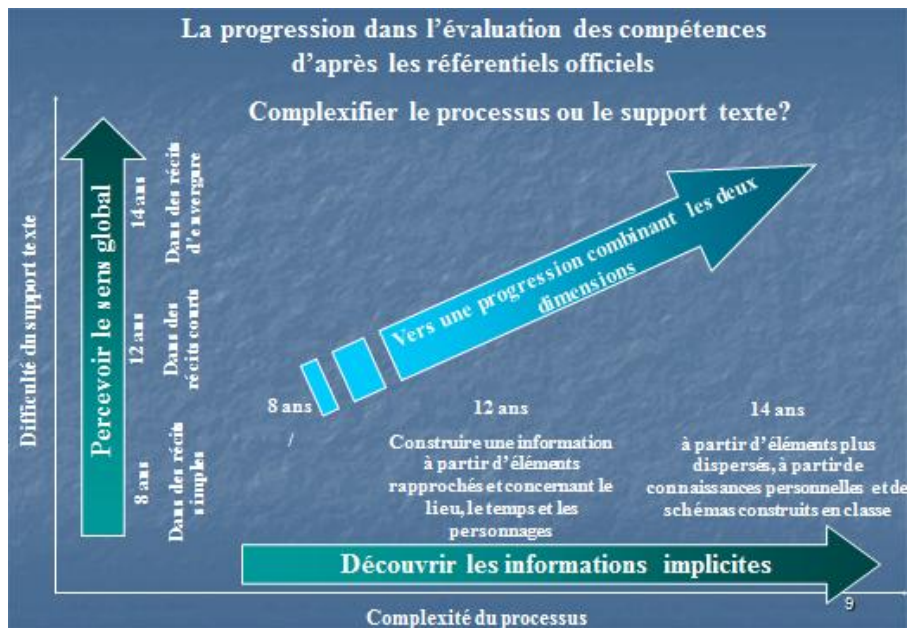 La progression dans l'évaluation des compétences
d'après les référentiels officiels
Complexifier le processus ou le support texte?
Difficulté du support texte
Percevoir le sens global
14 ans
Dans des récits
d'envergure
12 ans
Dans des
récits courts
8 ans
Dans des récits
simples
Vers une progression combinant les deux
dimensions
8 ans
/
12 ans
Construire une information
à partir d'éléments
rapprochés et concernant le
lieu, le temps et les
personnages
14 ans
à partir d'éléments plus
dispersés, à partir de
connaissances personnelles et de
schémas construits en classe
Découvrir les informations implicites
Complexité du processus
9